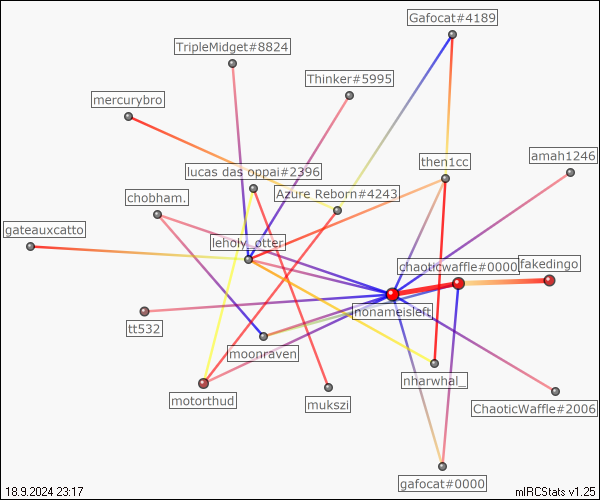 Gafocat#4189
TripleMidget#8824
Thinker#5995
mercurybro
amah1246
then1cc
lucas das oppai#2396
Azure Reborn#4243
chobham.
gateauxcatto
leholy_otter
chaoticwaffle#0000
fakedingo
nonameisleft
tt532
moonraven
nharwhal_
motorthud
mukszi
ChaoticWaffle#2006
gafocat#0000
18.9.2024 23:17
mIRCStats v1.25